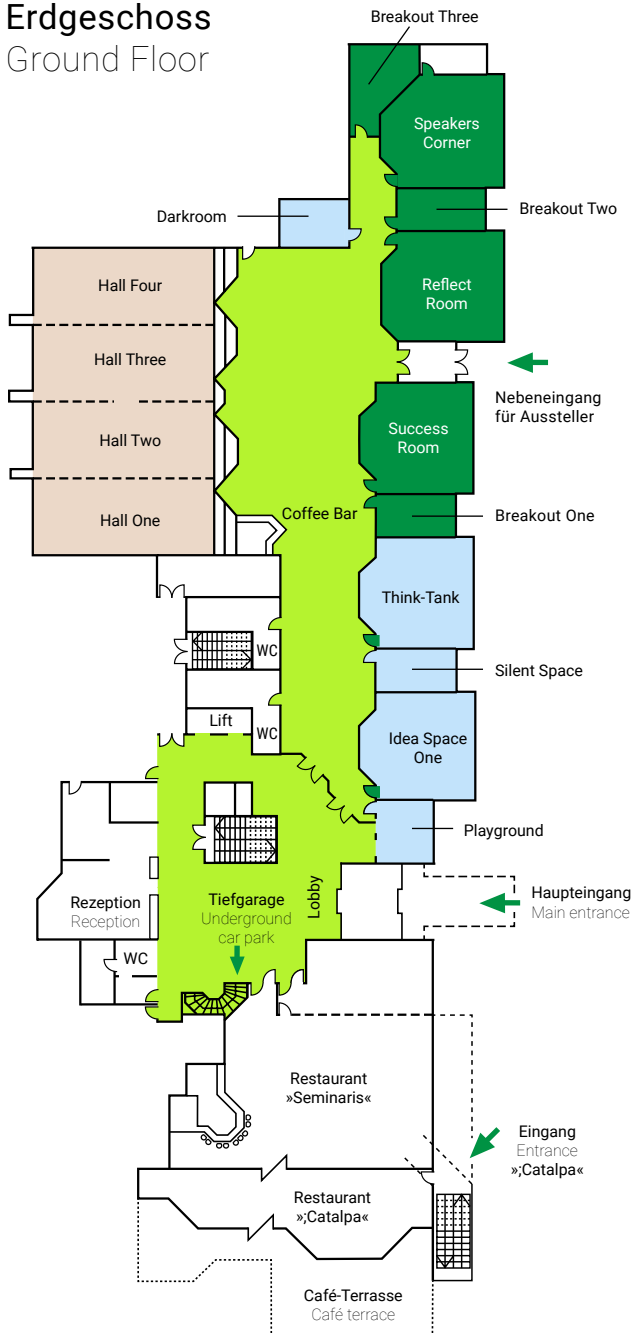 Erdgeschoss
Ground Floor
Breakout Three
Speakers
Corner
Darkroom
Breakout Two
Hall Four
Reflect
Room
Hall Three
Nebeneingang
für Aussteller
Hall Two
Success
Room
Hall One
Coffee Bar
Breakout One
Think-Tank
WC
Silent Space
Lift
WC
Idea Space
One
Playground
Rezeption
Reception
Tiefgarage
Underground
car park
Lobby
Haupteingang
Main entrance
WC
Restaurant
»Seminaris«
Eingang
Entrance
»;Catalpa«
Restaurant
»;Catalpa«
Café-Terrasse
Café terrace